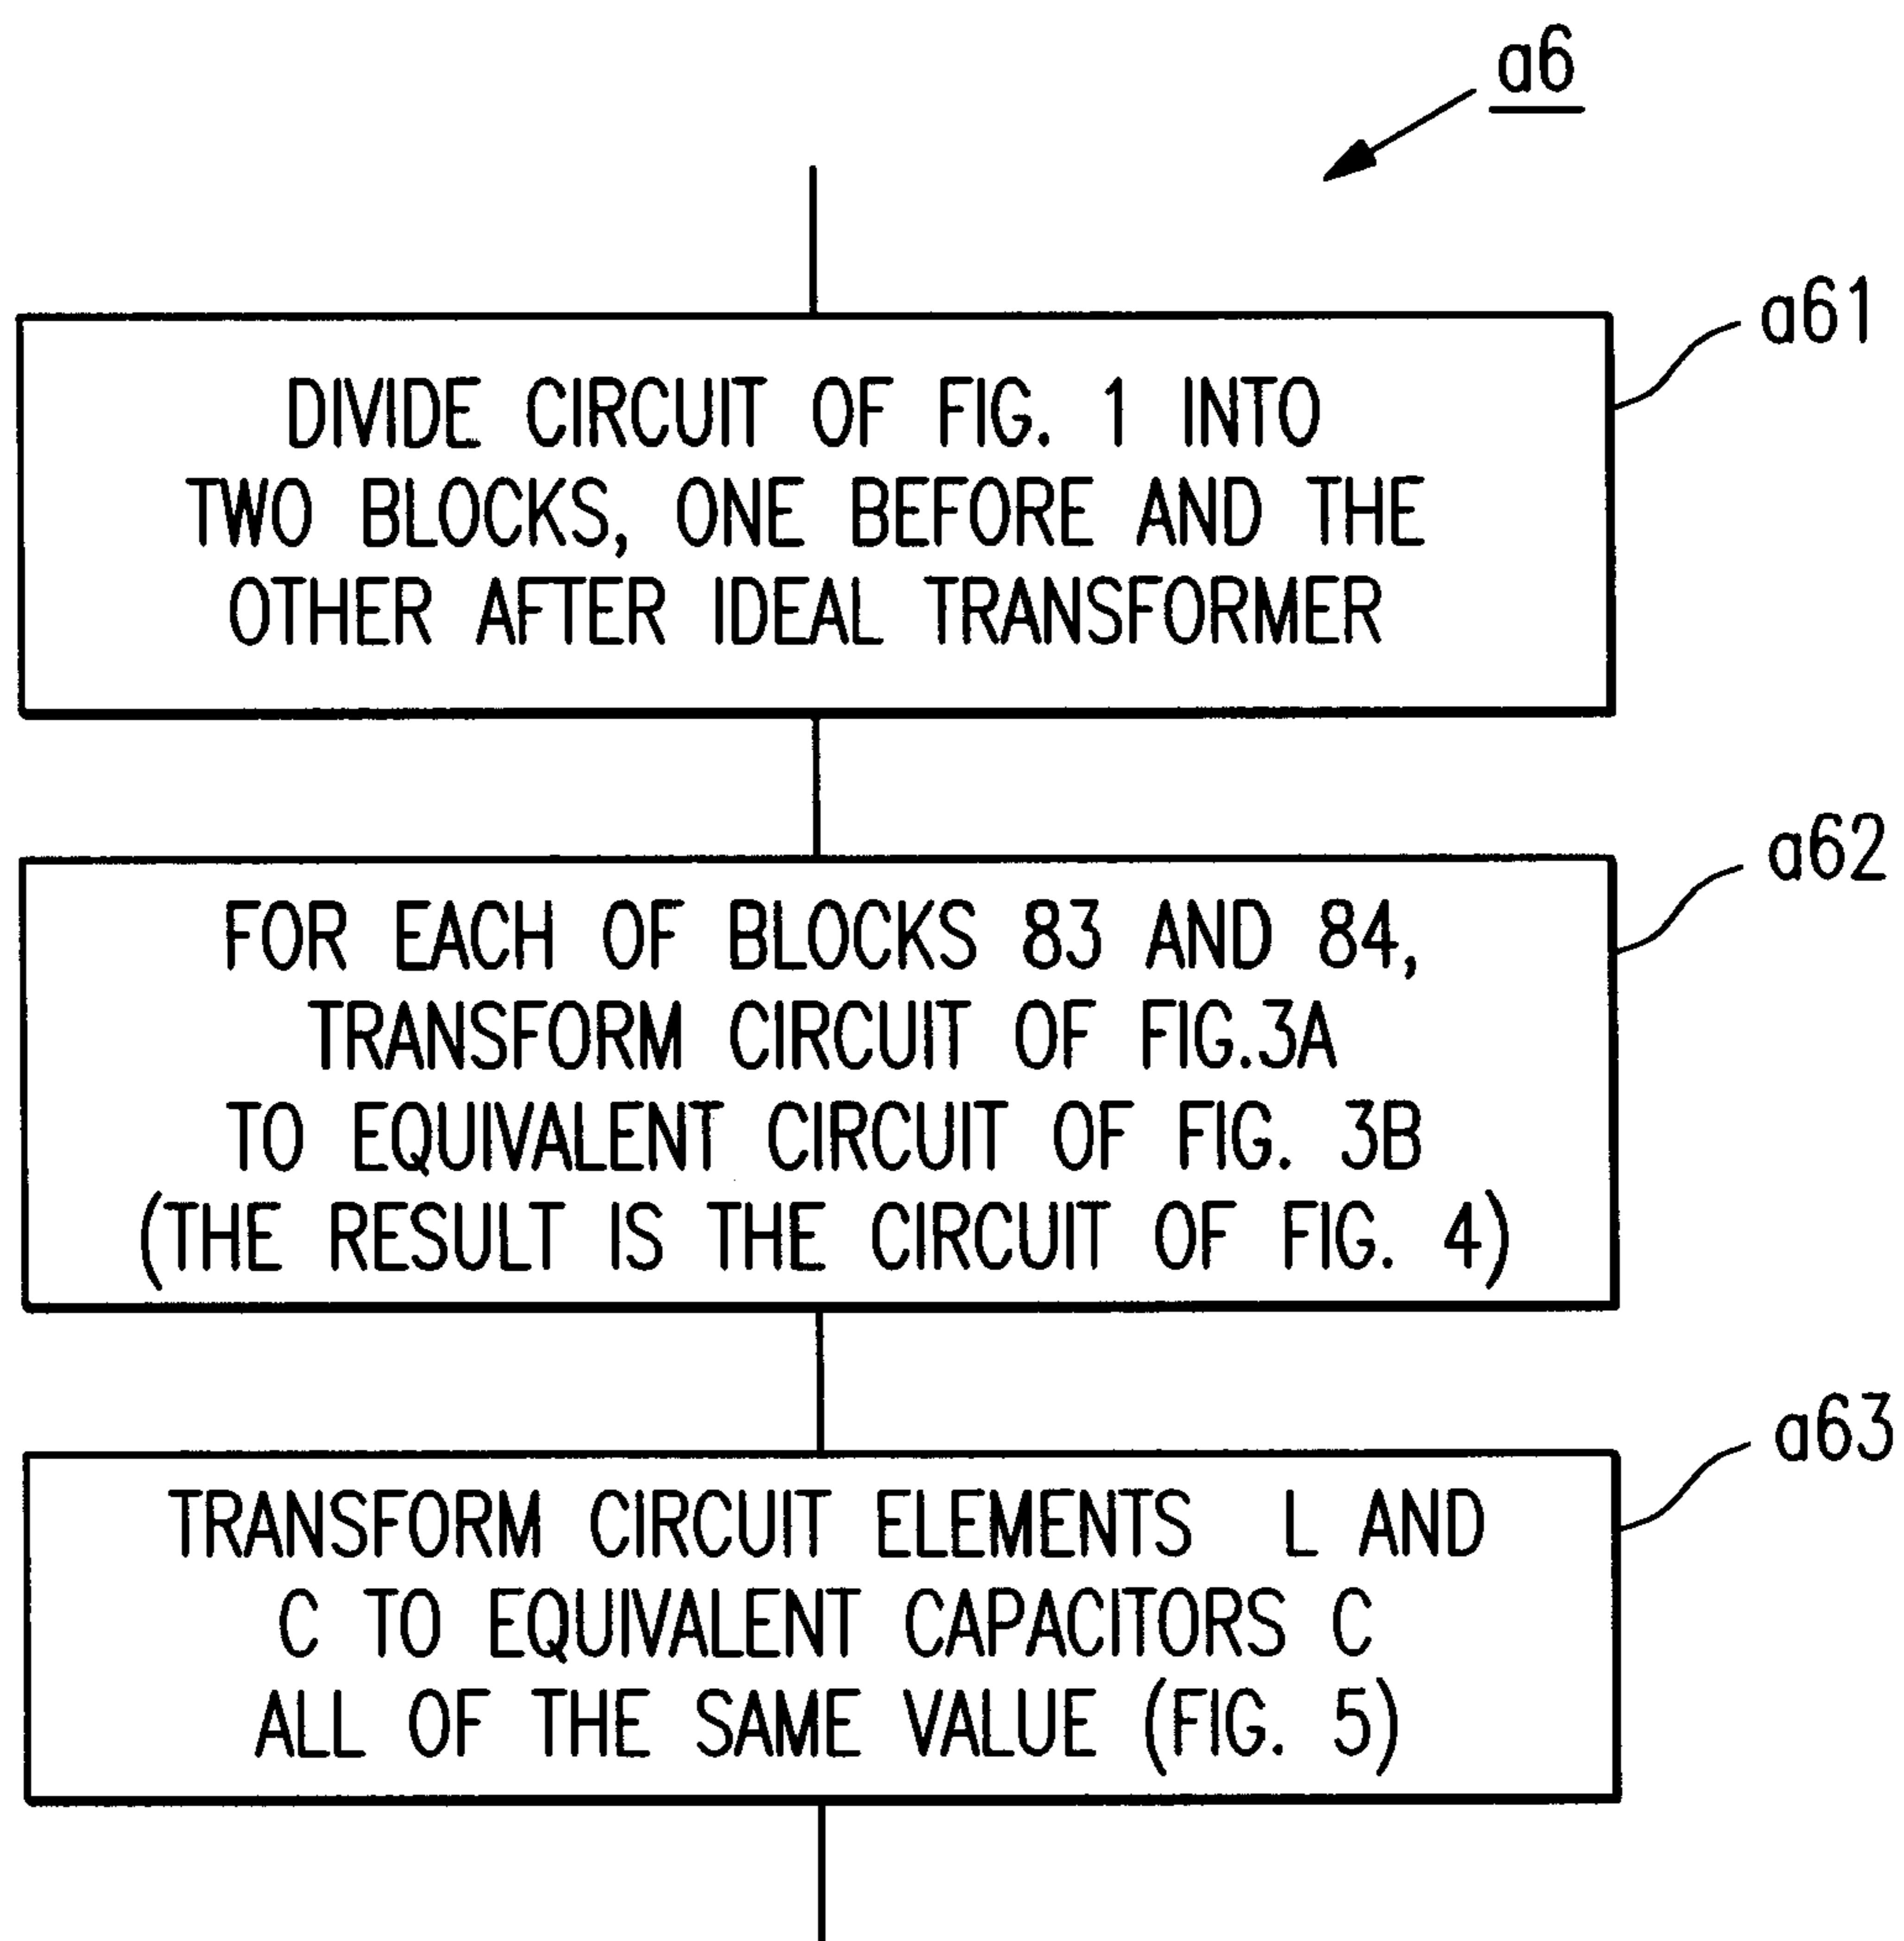 a6
a61
DIVIDE CIRCUIT OF FIG. 1 INTO
TWO BLOCKS, ONE BEFORE AND THE
OTHER AFTER IDEAL TRANSFORMER
a62
FOR EACH OF BLOCKS 83 AND 84,
TRANSFORM CIRCUIT OF FIG.3A
TO EQUIVALENT CIRCUIT OF FIG. 3B
(THE RESULT IS THE CIRCUIT OF FIG. 4)
a63
TRANSFORM CIRCUIT ELEMENTS L AND
C TO EQUIVALENT CAPACITORS C
ALL OF THE SAME VALUE (FIG. 5)